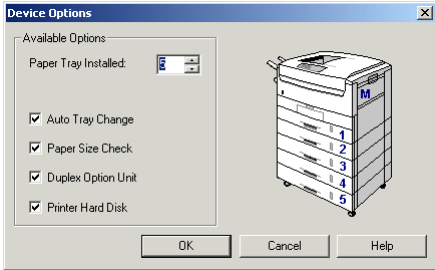 Device Options
Available Options
Paper Tray Installed: 5
Auto Tray Change
Paper Size Check
Duplex Option Unit
Printer Hard Disk
M
1
2
3
4
5
OK Cancel Help